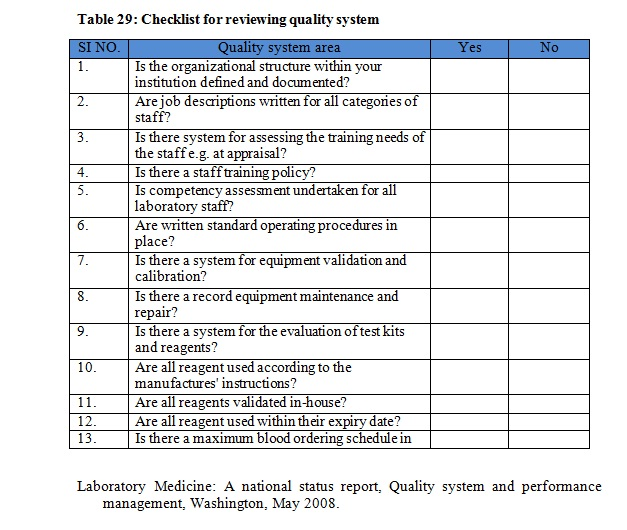 Table 29: Checklist for reviewing quality system
SI NO. Quality system area Yes No
1. Is the organizational structure within your
institution defined and documented?
2. Are job descriptions written for all categories of
staff?
3. Is there system for assessing the training needs of
the staff e.g. at appraisal?
4. Is there a staff training policy?
5. Is competency assessment undertaken for all
laboratory staff?
6. Are written standard operating procedures in
place?
7. Is there a system for equipment validation and
calibration?
8. Is there a record equipment maintenance and
repair?
9. Is there a system for the evaluation of test kits
and reagents?
10. Are all reagent used according to the
manufactures' instructions?
11. Are all reagents validated in-house?
12. Are all reagent used within their expiry date?
13. Is there a maximum blood ordering schedule in
Laboratory Medicine: A national status report, Quality system and performance
management, Washington, May 2008.